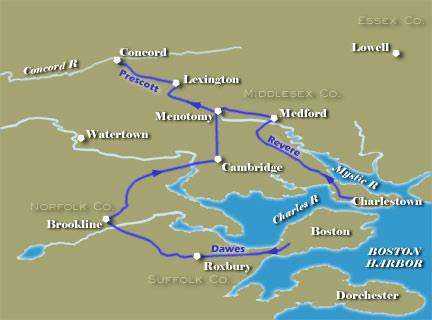 ESSEX CO.
Lowell
Concord
Concord R
Prescott
Lexington
MIDDLESEX CO.
Menotomy
Medford
Watertown
Revere
Cambridge
Mystic R
Charlestown
NORFOLK CO.
Brookline
Charles R
Boston
Dawes
BOSTON
HARBOR
Roxbury
SUFFOLK CO.
Dorchester